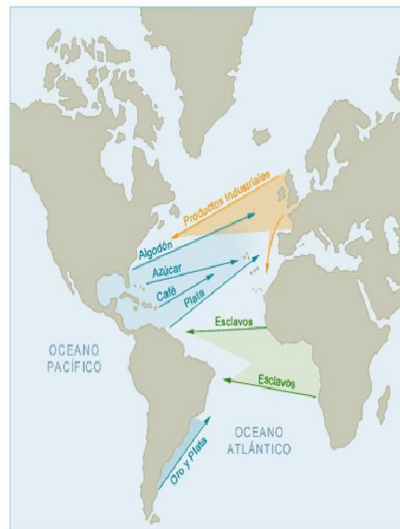 Productos Industriales
Algodón
Azúcar
Café
Plata
Esclavos
OCEANO
PACÍFICO
Esclavos
OCEANO
ATLÁNTICO
Oro y Plata